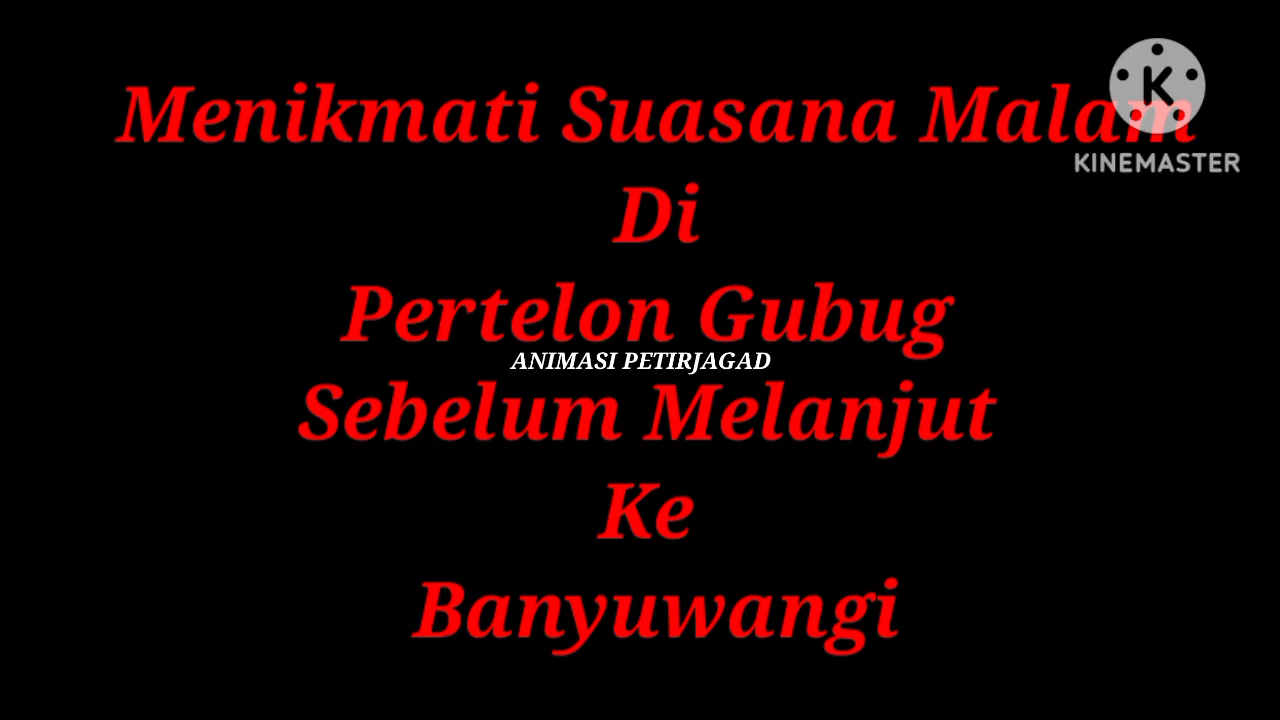 Menikmati Suasana Malam
KINEMASTER
Di
Pertelon Gubug
ANIMASI PETIRJAGAD
Sebelum Melanjut
Ke
Banyuwangi